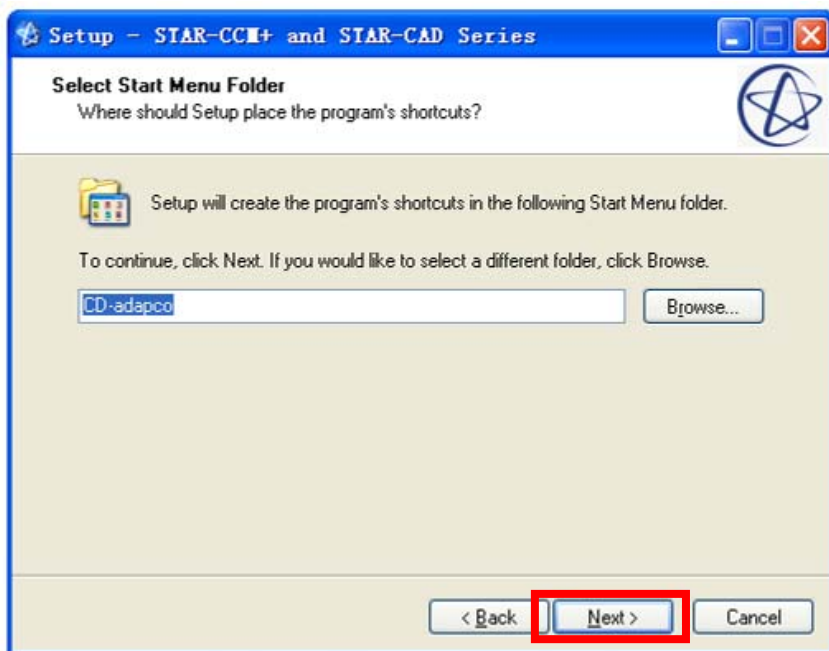 Setup - STAR-CCM+ and STAR-CAD Series
Select Start Menu Folder
Where should Setup place the program's shortcuts?
Setup will create the program's shortcuts in the following Start Menu folder.
To continue, click Next. If you would like to select a different folder, click Browse.
CD-adapco
Browse...
< Back
Next >
Cancel